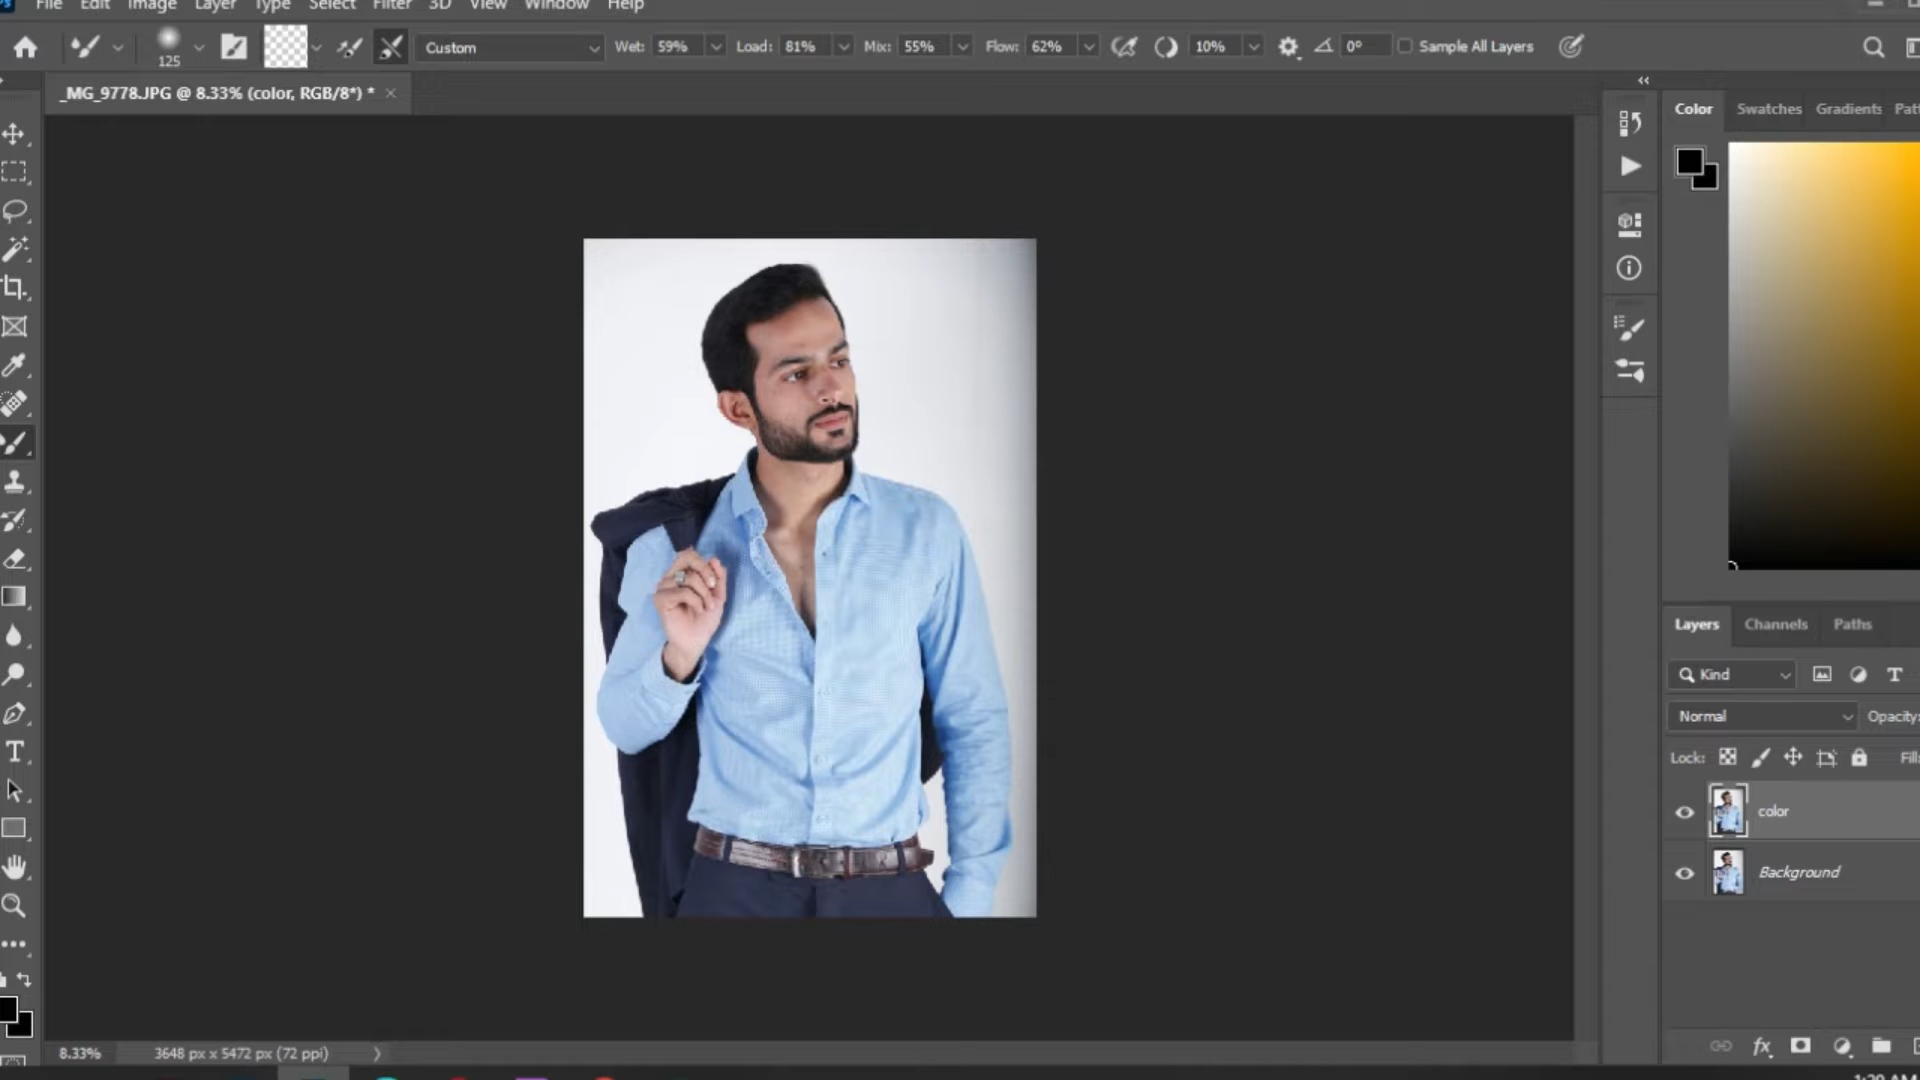 File Edit Image Layer Type Select Filter 3D View Window Help
125 Custom Wet: 59% Load: 81% Mix: 55% Flow: 62% 10% 0° Sample All Layers
_MG_9778.JPG @ 8.33% (color, RGB/8*) * ×
Color Swatches Gradients Pat
Layers Channels Paths
Kind
Normal Opacity:
Lock: Fill:
color
Background
8.33% 3648 px x 5472 px (72 ppi)